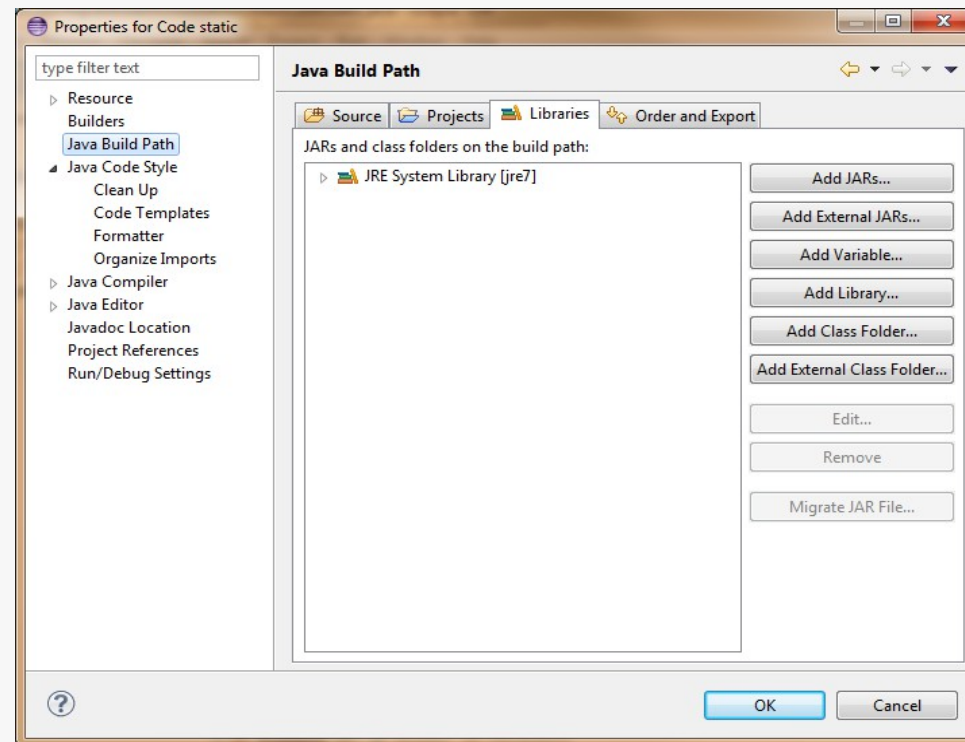 Properties for Code static
type filter text
Resource
Builders
Java Build Path
Java Code Style
Clean Up
Code Templates
Formatter
Organize Imports
Java Compiler
Java Editor
Javadoc Location
Project References
Run/Debug Settings
Java Build Path
Source Projects Libraries Order and Export
JARs and class folders on the build path:
JRE System Library [jre7]
Add JARs...
Add External JARs...
Add Variable...
Add Library...
Add Class Folder...
Add External Class Folder...
Edit...
Remove
Migrate JAR File...
?
OK Cancel